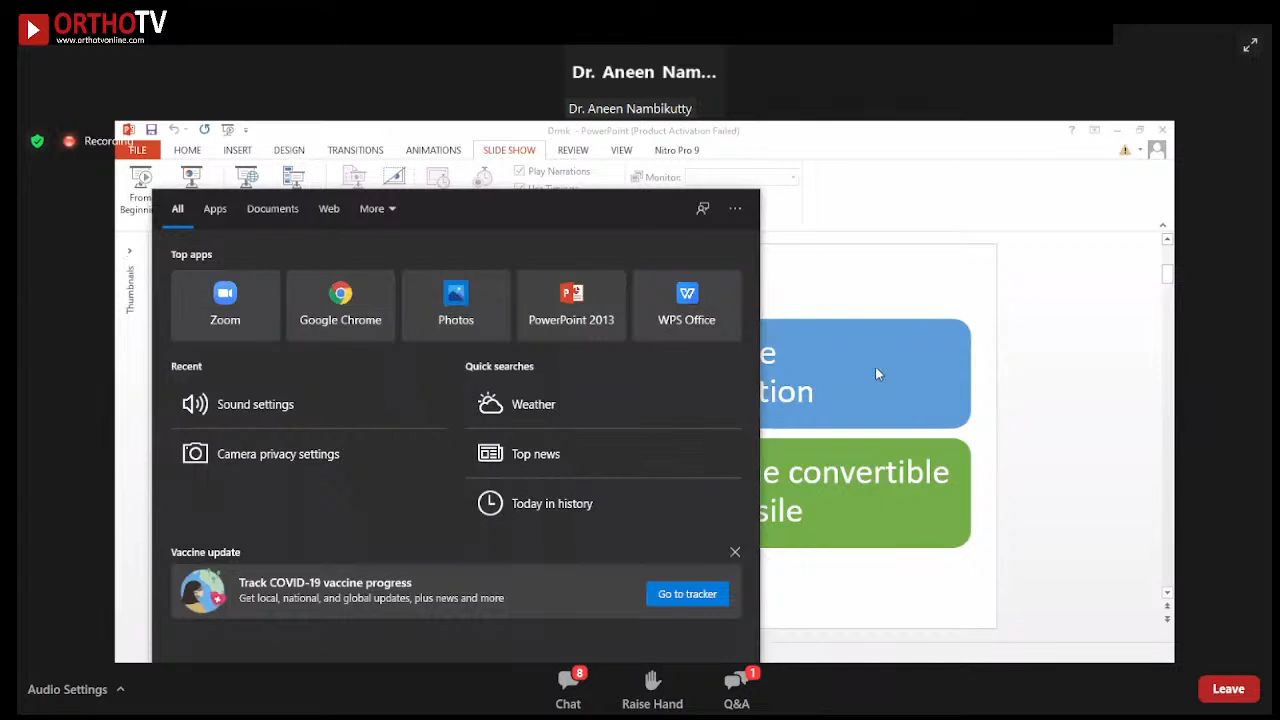 ORTHOTV
www.orthotvonline.com
Dr. Aneen Nam...
Dr. Aneen Nambikutty
Recording
Drmk - PowerPoint (Product Activation Failed)
FILE HOME INSERT DESIGN TRANSITIONS ANIMATIONS SLIDE SHOW REVIEW VIEW Nitro Pro 9
Play Narrations
Monitor:
From
All Apps Documents Web More
Thumbnails
Top apps
Zoom Google Chrome Photos PowerPoint 2013 WPS Office
Recent Quick searches
e
Sound settings Weather
tion
Camera privacy settings Top news
e convertible
Today in history
sile
Vaccine update
Track COVID-19 vaccine progress
Get local, national, and global updates, plus news and more
Go to tracker
8
1
Audio Settings
Chat Raise Hand Q&A
Leave